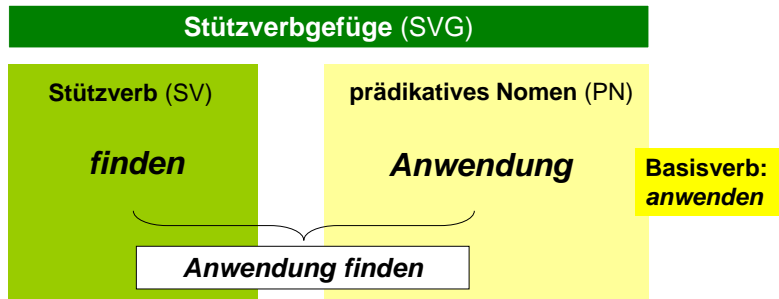 Stützverbgefüge (SVG)
Stützverb (SV)
prädikatives Nomen (PN)
finden
Anwendung
Basisverb:
anwenden
Anwendung finden